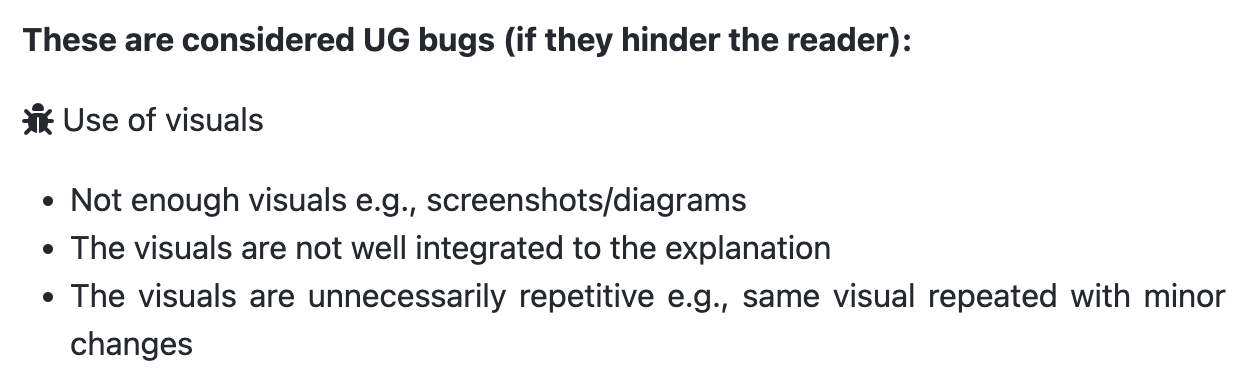 These are considered UG bugs (if they hinder the reader):
Use of visuals
• Not enough visuals e.g., screenshots/diagrams
• The visuals are not well integrated to the explanation
• The visuals are unnecessarily repetitive e.g., same visual repeated with minor
changes